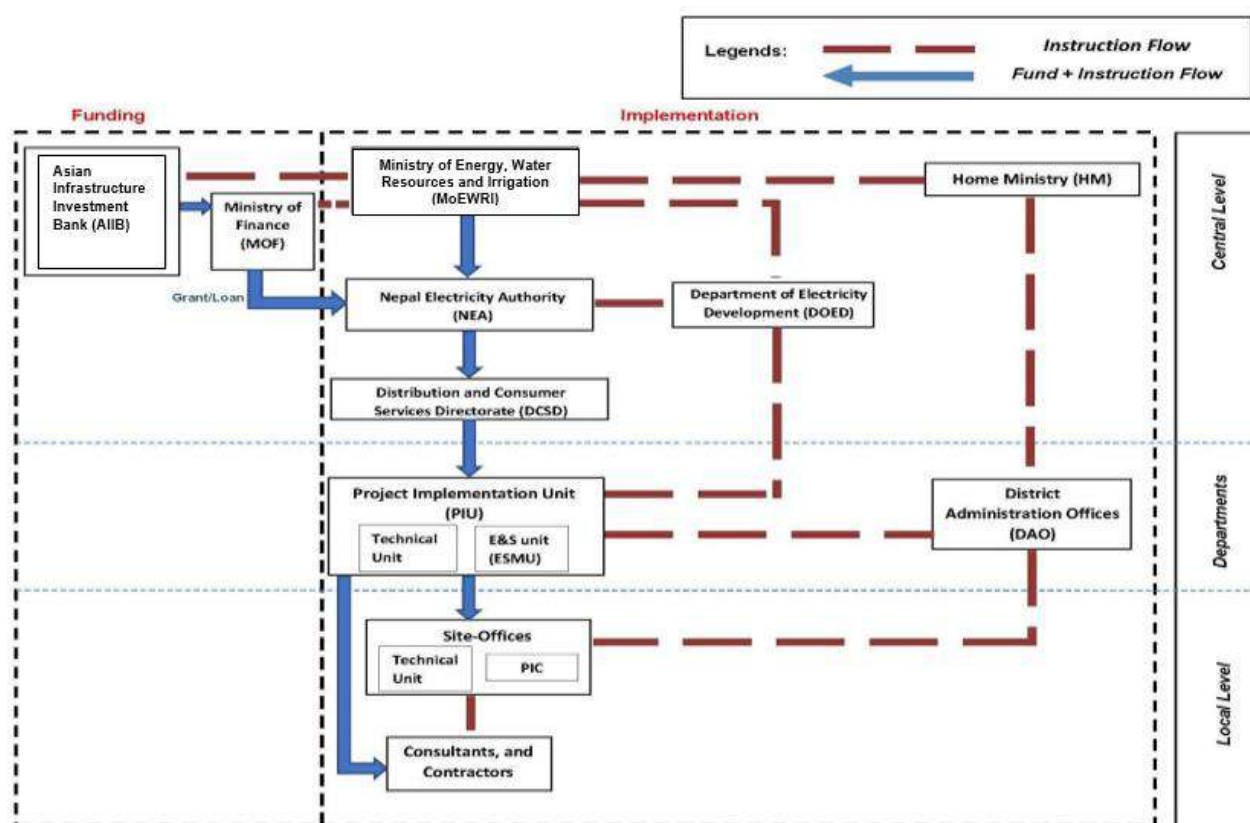 Legends:
Instruction Flow
Fund + Instruction Flow
Funding
Implementation
Asian
Infrastructure
Investment
Bank (AIIB)
Ministry of
Finance
(MOF)
Grant/Loan
Ministry of Energy, Water
Resources and Irrigation
(MoEWRI)
Home Ministry (HM)
Central Level
Nepal Electricity Authority
(NEA)
Department of Electricity
Development (DOED)
Distribution and Consumer
Services Directorate (DCSD)
Project Implementation Unit
(PIU)
Technical
Unit
E&S unit
(ESMU)
District
Administration Offices
(DAO)
Departments
Site-Offices
Technical
Unit
PIC
Consultants, and
Contractors
Local Level